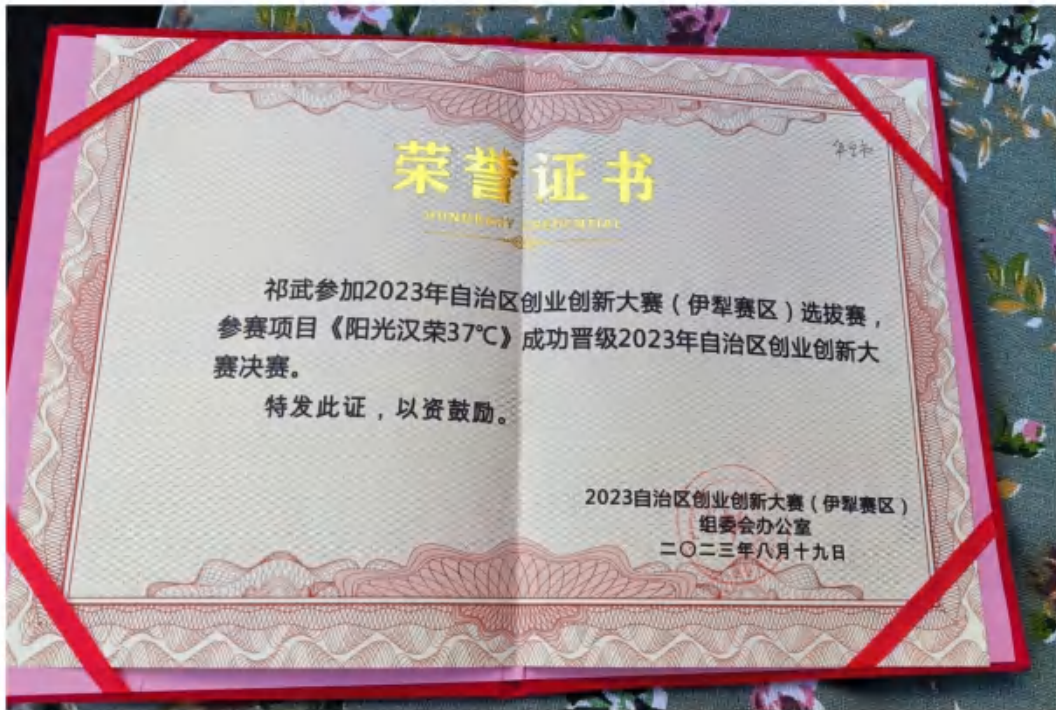 荣誉证书
HONORARY CREDENTIAL
祁武参加2023年自治区创业创新大赛（伊犁赛区）选拔赛，
参赛项目《阳光汉荣37℃》成功晋级2023年自治区创业创新大
赛决赛。
特发此证，以资鼓励。
2023自治区创业创新大赛（伊犁赛区）
组委会办公室
二〇二三年八月十九日